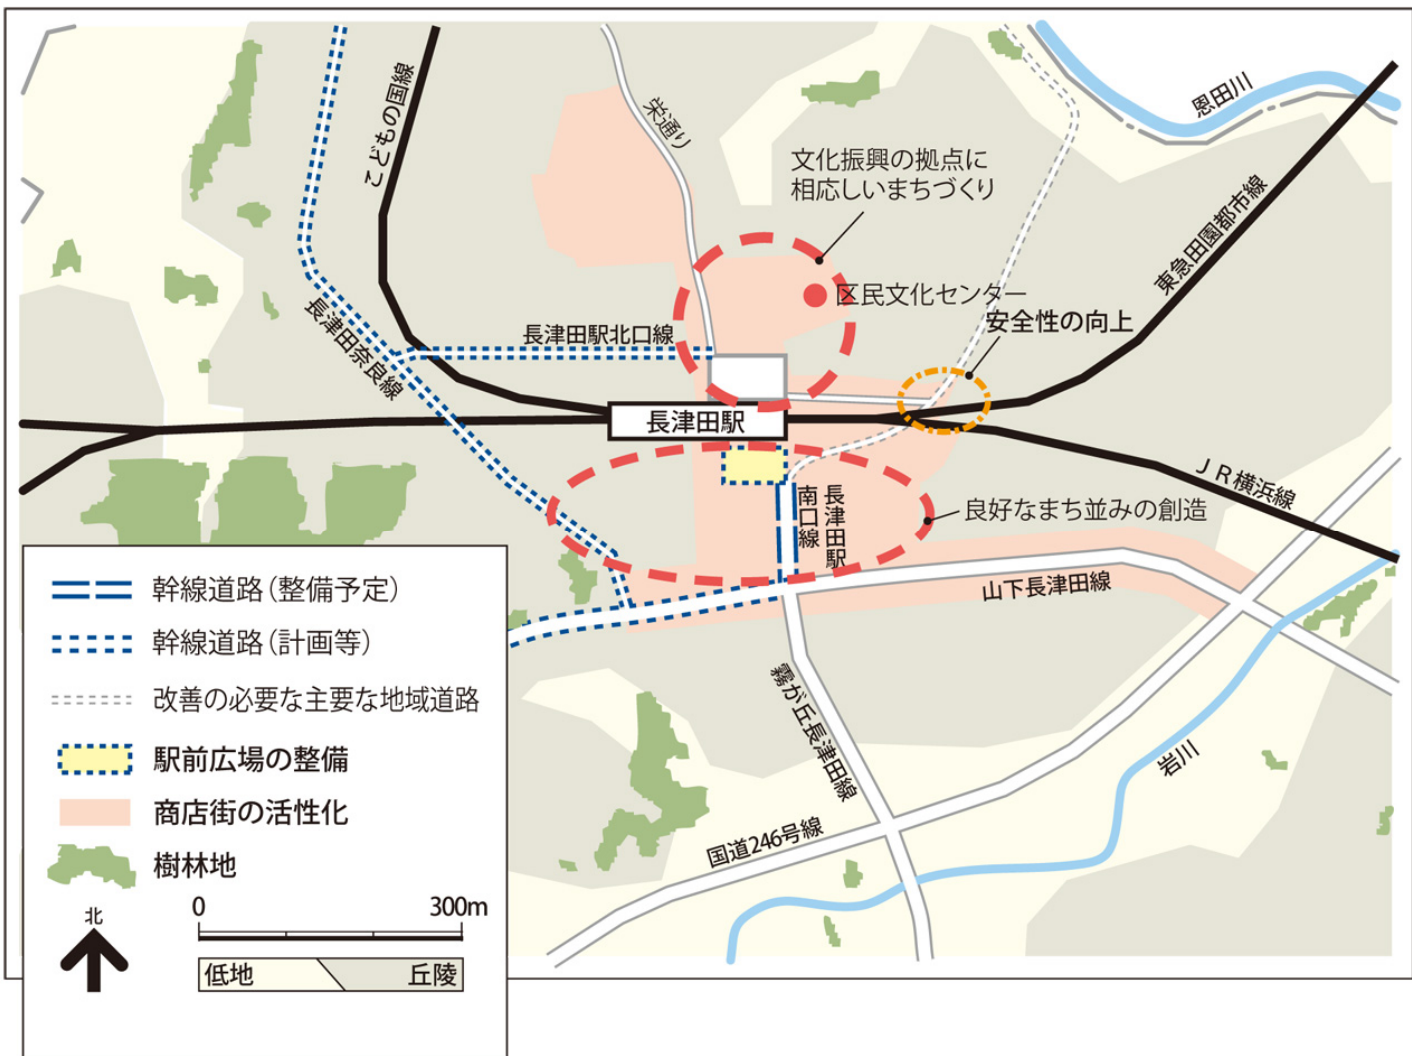 恩田川
こどもの国線
栄通り
文化振興の拠点に
相応しいまちづくり
東急田園都市線
区民文化センター
安全性の向上
長津田奈良線
長津田駅北口線
長津田駅
JR横浜線
長津田駅
南口線
良好なまち並みの創造
山下長津田線
霧が丘長津田線
岩川
国道246号線
幹線道路(整備予定)
幹線道路(計画等)
改善の必要な主要な地域道路
駅前広場の整備
商店街の活性化
樹林地
北
0 300m
低地 丘陵